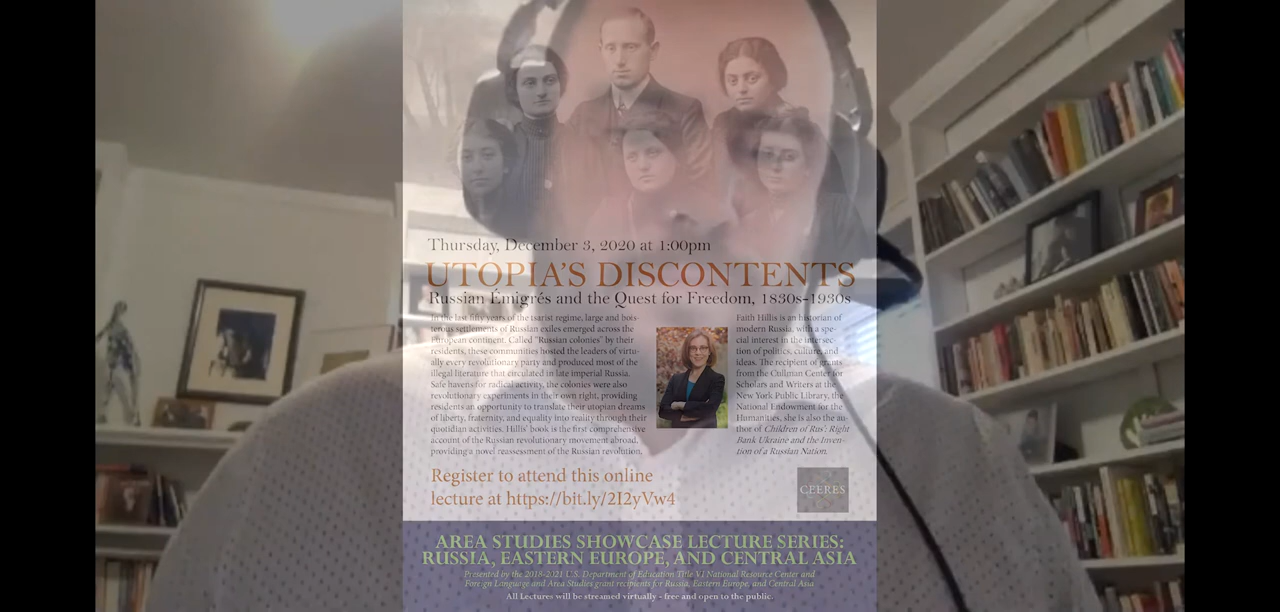 Thursday, December 3, 2020 at 1:00pm
UTOPIA'S DISCONTENTS
Russian Émigrés and the Quest for Freedom, 1830s-1930s
In the last fifty years of the tsarist regime, large and bois-
terous settlements of Russian exiles emerged across the
European continent. Called "Russian colonies" by their
residents, these communities hosted the leaders of virtu-
ally every revolutionary party and produced most of the
illegal literature that circulated in late imperial Russia.
Safe havens for radical activity, the colonies were also
revolutionary experiments in their own right, providing
residents an opportunity to translate their utopian dreams
of liberty, fraternity, and equality into reality through their
quotidian activities. Hillis' book is the first comprehensive
account of the Russian revolutionary movement abroad,
providing a novel reassessment of the Russian revolution.
Faith Hillis is an historian of
modern Russia, with a spe-
cial interest in the intersec-
tion of politics, culture, and
ideas. The recipient of grants
from the Cullman Center for
Scholars and Writers at the
New York Public Library, the
National Endowment for the
Humanities, she is also the au-
thor of Children of Rus': Right
Bank Ukraine and the Inven-
tion of a Russian Nation.
Register to attend this online
lecture at https://bit.ly/2I2yVw4
CEERES
AREA STUDIES SHOWCASE LECTURE SERIES:
RUSSIA, EASTERN EUROPE, AND CENTRAL ASIA
Presented by the 2018-2021 U.S. Department of Education Title VI National Resource Center and
Foreign Language and Area Studies grant recipients for Russia, Eastern Europe, and Central Asia
All Lectures will be streamed virtually - free and open to the public.